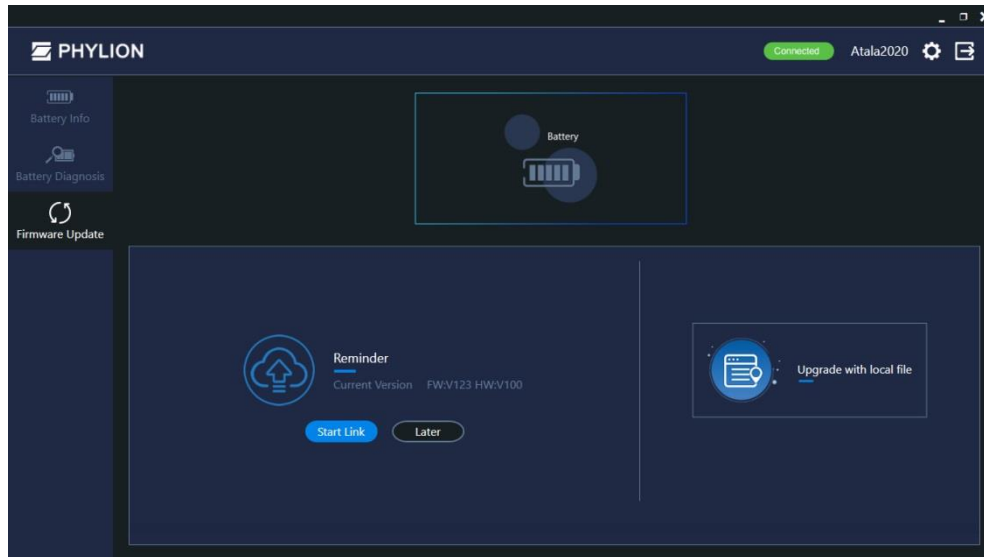 PHYLION
Connected
Atala2020
Battery Info
Battery Diagnosis
Firmware Update
Battery
Reminder
Current Version FW:V123 HW:V100
Start Link
Later
Upgrade with local file